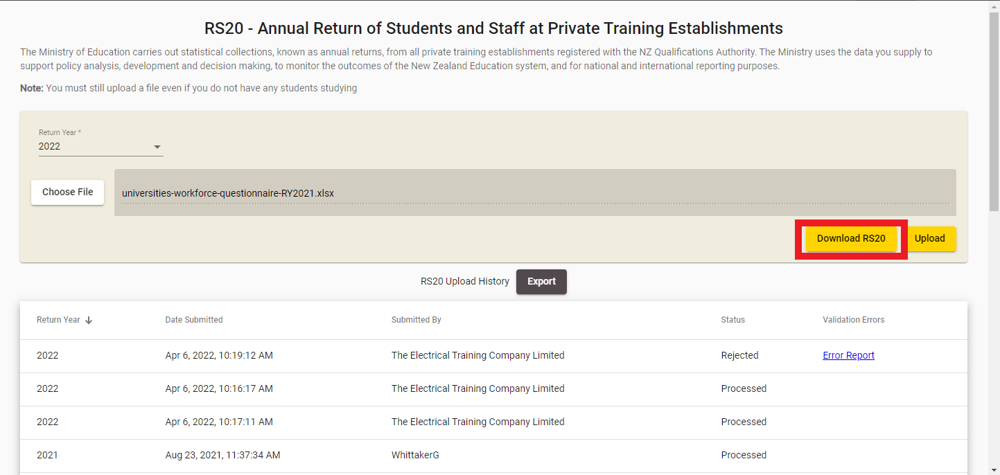 RS20 - Annual Return of Students and Staff at Private Training Establishments
The Ministry of Education carries out statistical collections, known as annual returns, from all private training establishments registered with the NZ Qualifications Authority. The Ministry uses the data you supply to
support policy analysis, development and decision making, to monitor the outcomes of the New Zealand Education system, and for national and international reporting purposes.
Note: You must still upload a file even if you do not have any students studying
Return Year *
2022
Choose File universities-workforce-questionnaire-RY2021.xlsx
Download RS20 Upload
RS20 Upload History Export
Return Year Date Submitted Submitted By Status Validation Errors
2022 Apr 6, 2022, 10:19:12 AM The Electrical Training Company Limited Rejected Error Report
2022 Apr 6, 2022, 10:16:17 AM The Electrical Training Company Limited Processed
2022 Apr 6, 2022, 10:17:11 AM The Electrical Training Company Limited Processed
2021 Aug 23, 2021, 11:37:34 AM WhittakerG Processed